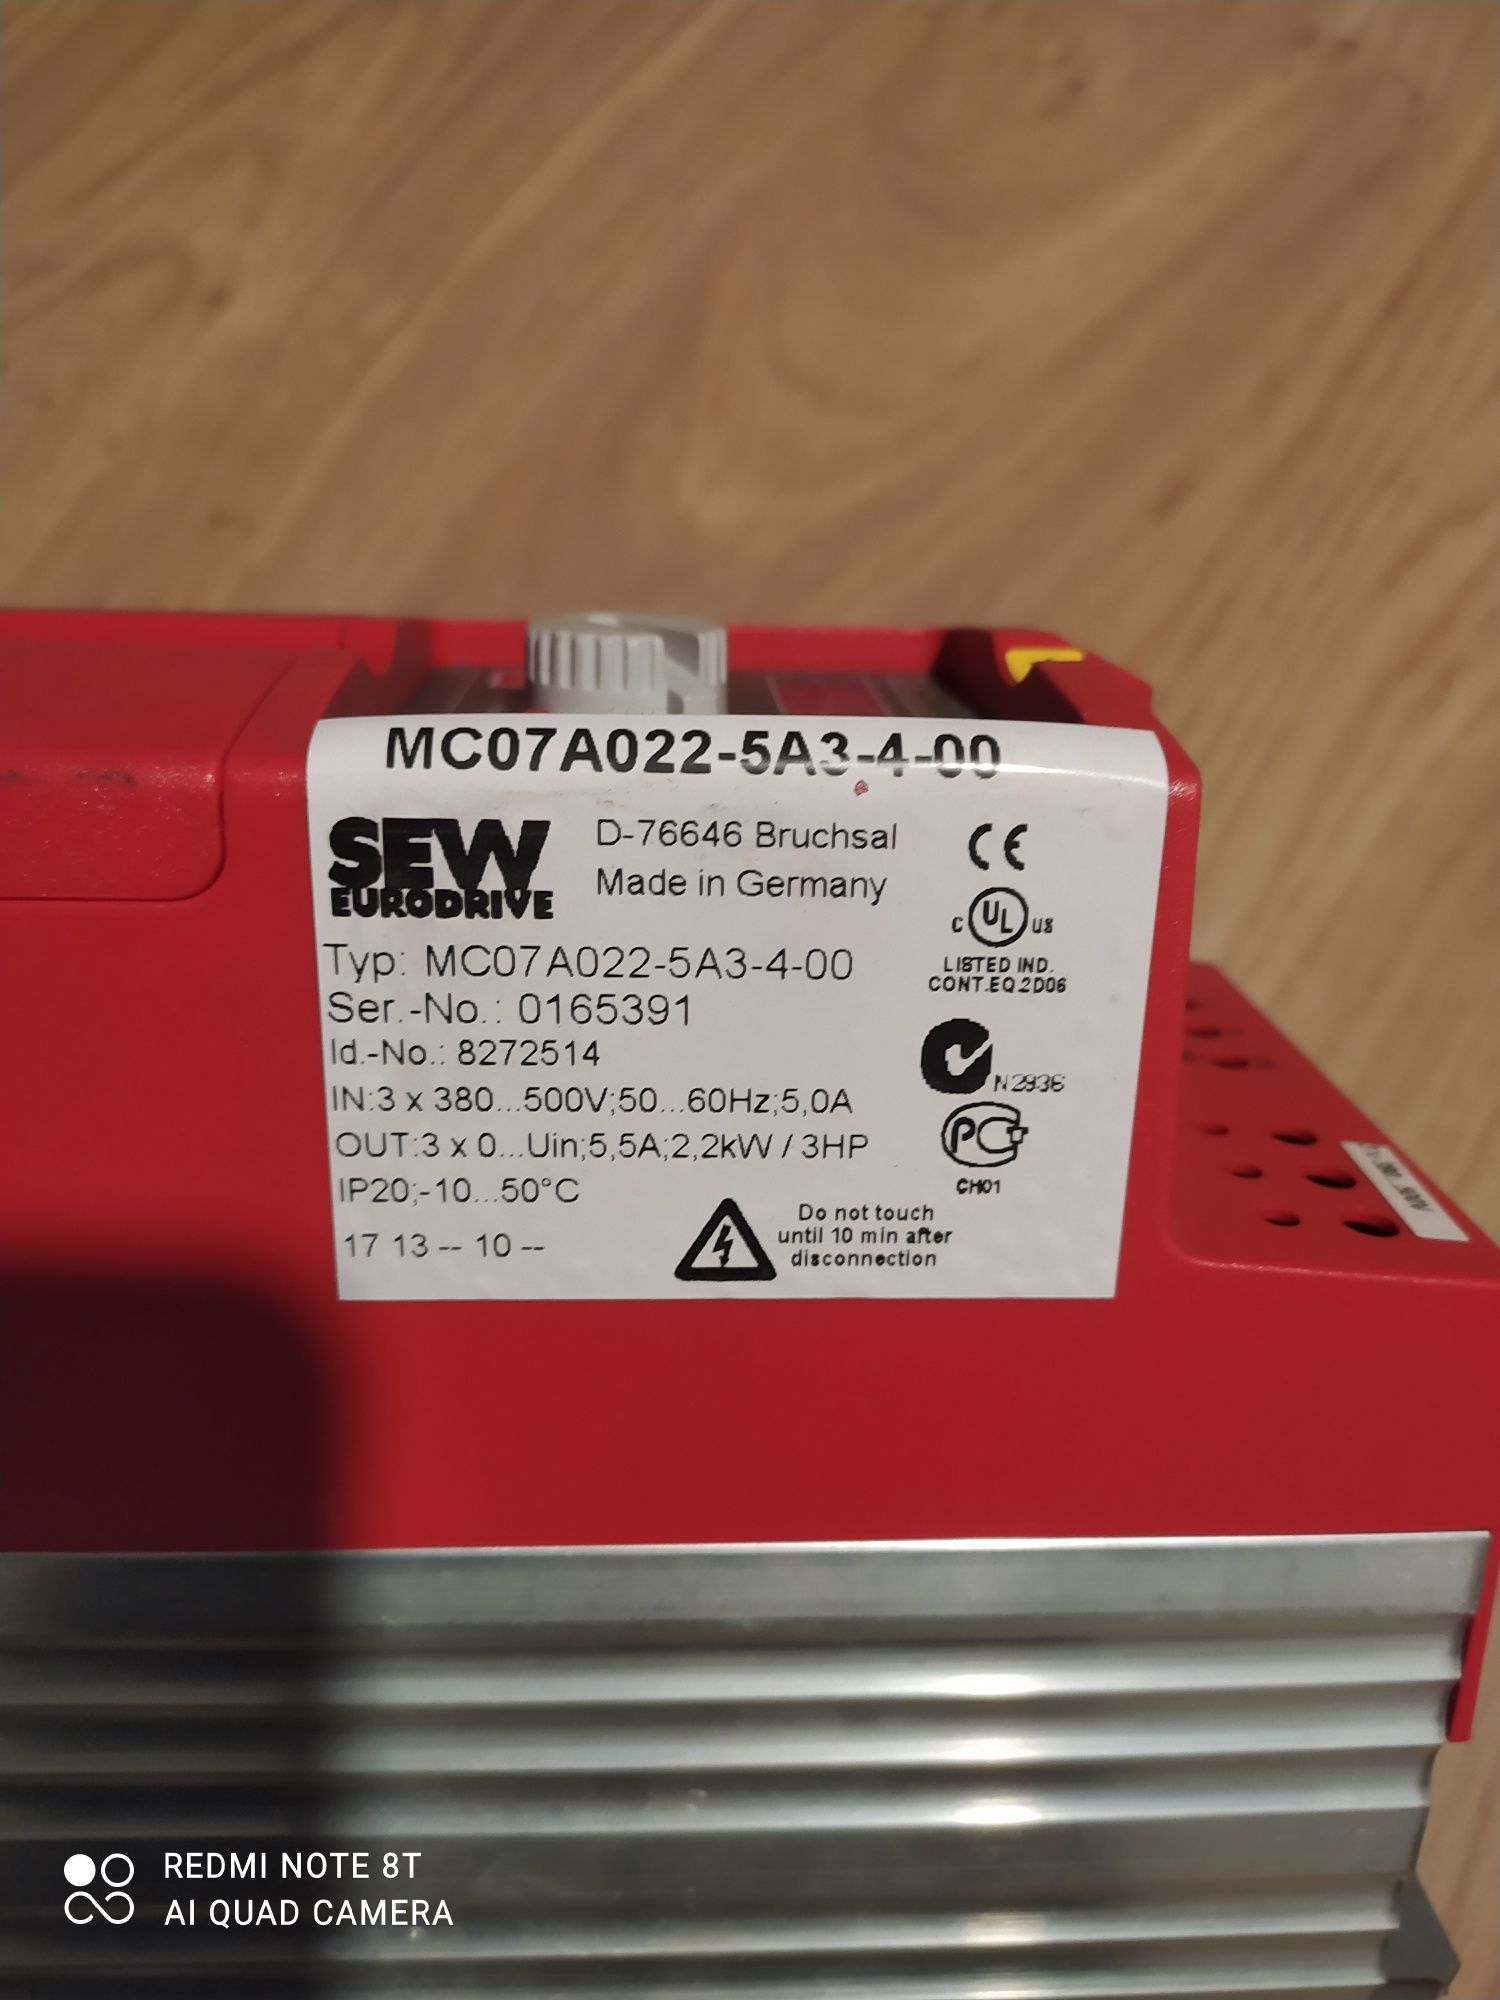 MC07A022-5A3-4-00
SEW
EURODRIVE
D-76646 Bruchsal
Made in Germany
CE
c UL us
LISTED IND.
CONT.EQ.2D06
N2936
PC
CH01
Typ: MC07A022-5A3-4-00
Ser.-No.: 0165391
Id.-No.: 8272514
IN:3 x 380...500V;50...60Hz;5,0A
OUT:3 x 0...Uin;5,5A;2,2kW / 3HP
IP20;-10...50°C
17 13 -- 10 --
Do not touch
until 10 min after
disconnection
REDMI NOTE 8T
AI QUAD CAMERA